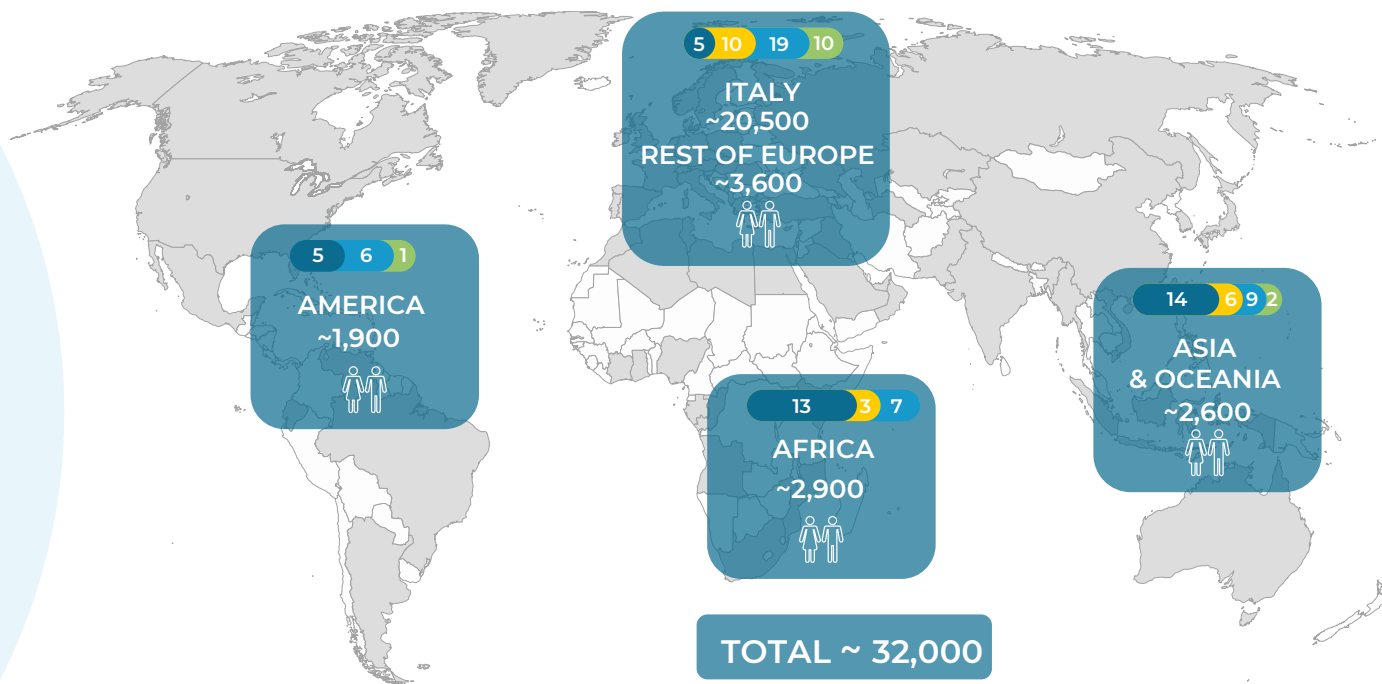 5 10 19 10
ITALY
~20,500
REST OF EUROPE
~3,600
5 6 1
AMERICA
~1,900
14 6 9 2
ASIA
& OCEANIA
~2,600
13 3 7
AFRICA
~2,900
TOTAL ~ 32,000